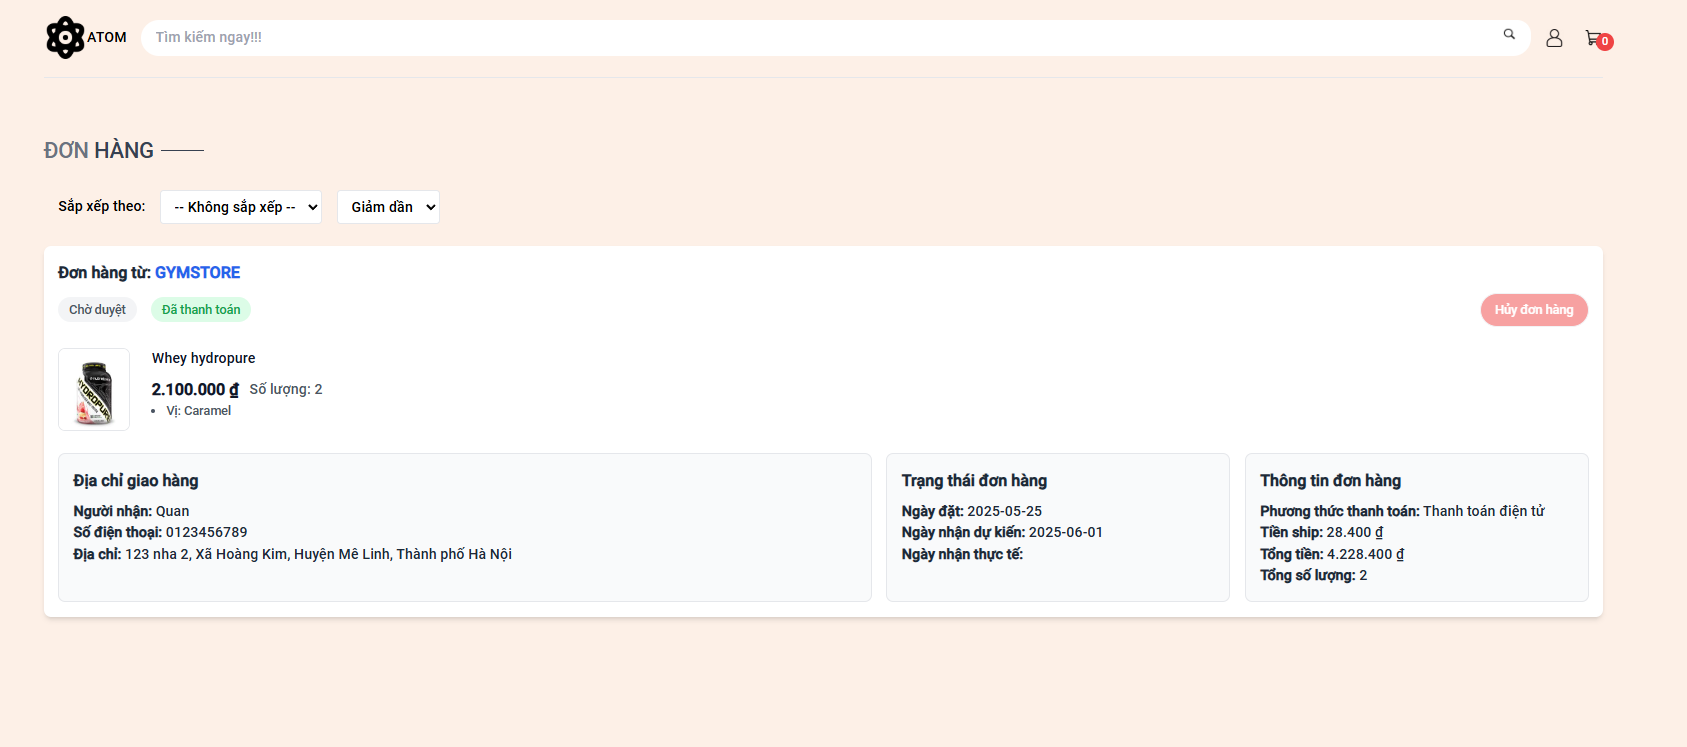 ATOM
Tìm kiếm ngay!!!
0
ĐƠN HÀNG
Sắp xếp theo:
-- Không sắp xếp --
Giảm dần
Đơn hàng từ: GYMSTORE
Chờ duyệt
Đã thanh toán
Hủy đơn hàng
HYDROPURE
Whey hydropure
2.100.000 ₫ Số lượng: 2
• Vị: Caramel
Địa chỉ giao hàng
Người nhận: Quan
Số điện thoại: 0123456789
Địa chỉ: 123 nha 2, Xã Hoàng Kim, Huyện Mê Linh, Thành phố Hà Nội
Trạng thái đơn hàng
Ngày đặt: 2025-05-25
Ngày nhận dự kiến: 2025-06-01
Ngày nhận thực tế:
Thông tin đơn hàng
Phương thức thanh toán: Thanh toán điện tử
Tiền ship: 28.400 ₫
Tổng tiền: 4.228.400 ₫
Tổng số lượng: 2